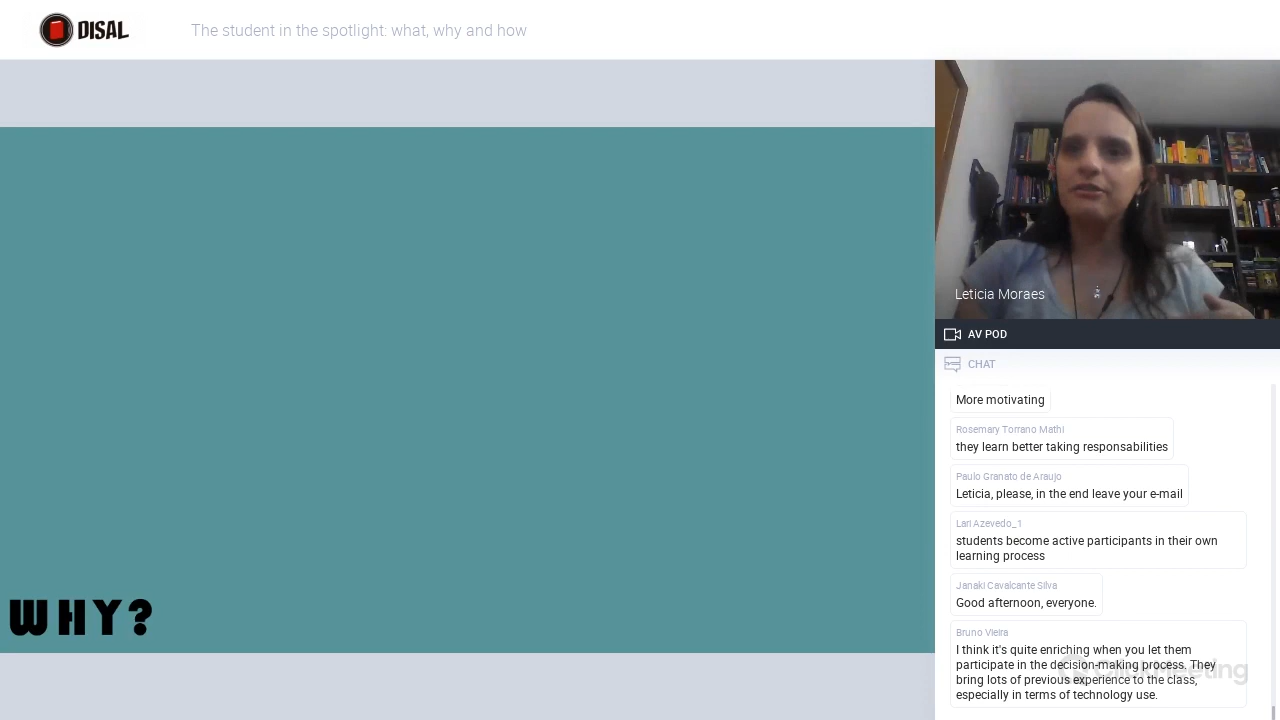 DISAL
The student in the spotlight: what, why and how
WHY?
Leticia Moraes
AV POD
CHAT
More motivating
Rosemary Torrano Mathi
they learn better taking responsabilities
Paulo Granato de Araujo
Leticia, please, in the end leave your e-mail
Lari Azevedo_1
students become active participants in their own
learning process
Janaki Cavalcante Silva
Good afternoon, everyone.
Bruno Vieira
I think it's quite enriching when you let them
participate in the decision-making process. They
bring lots of previous experience to the class,
especially in terms of technology use.
ClickMeeting